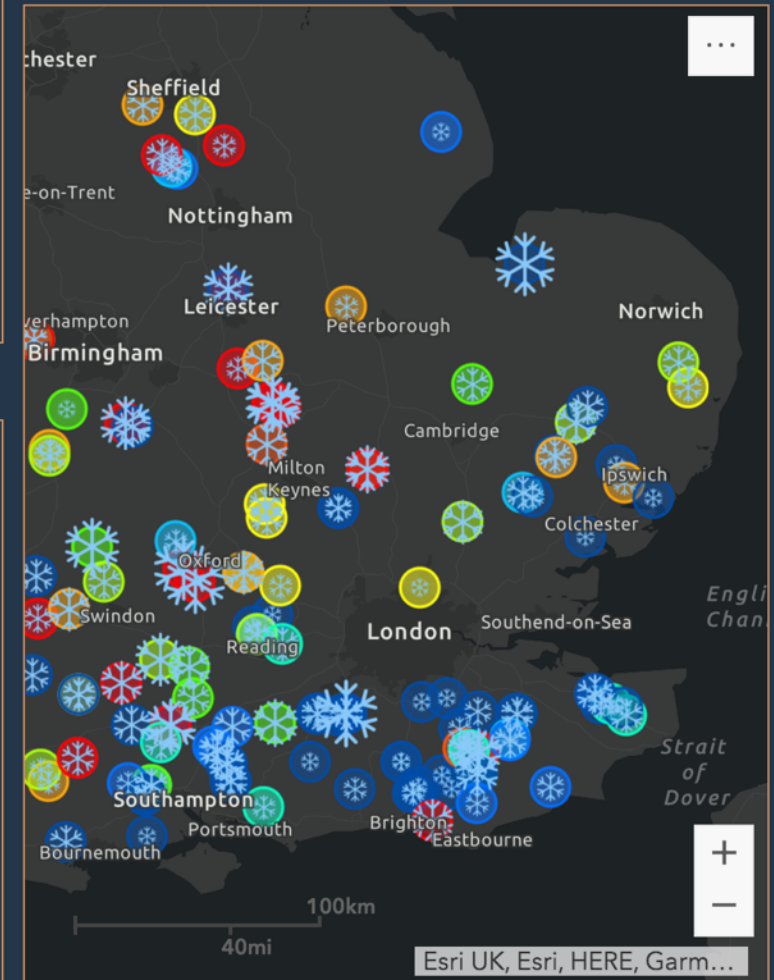 chester
Sheffield
e-on-Trent
Nottingham
Leicester
verhampton
Peterborough
Norwich
Birmingham
Cambridge
Milton
Keynes
Ipswich
Colchester
Oxford
Swindon
Engli
Chan
London
Southend-on-Sea
Reading
Strait
of
Dover
Southampton
Portsmouth
Brighton
Eastbourne
Bournemouth
100km
40mi
Esri UK, Esri, HERE, Garm...